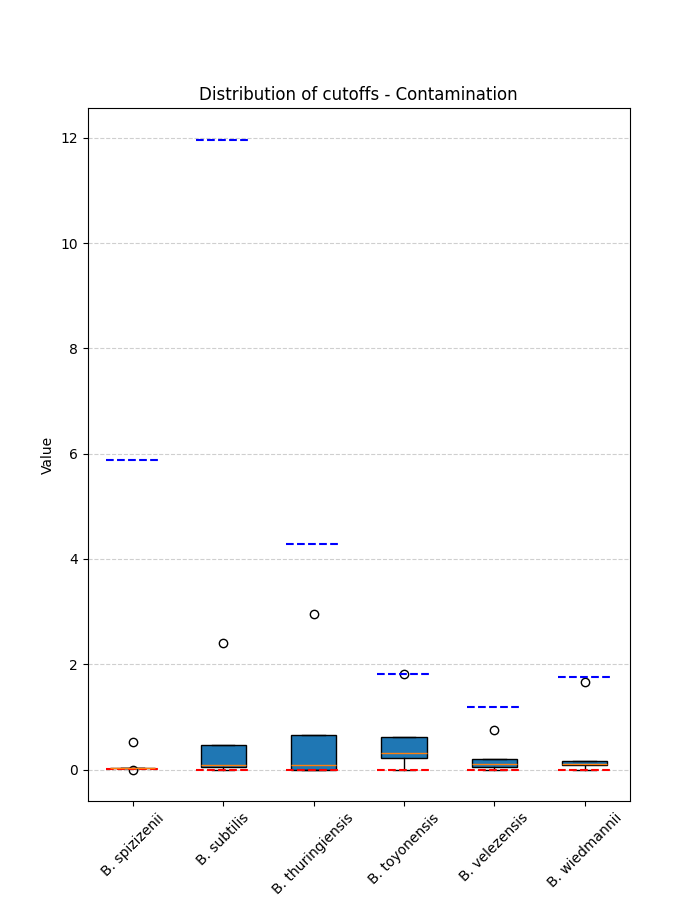 Distribution of cutoffs - Contamination
12
10
8
6
4
2
0
Value
B. spizizenii
B. subtilis
B. thuringiensis
B. toyonensis
B. velezensis
B. wiedmannii